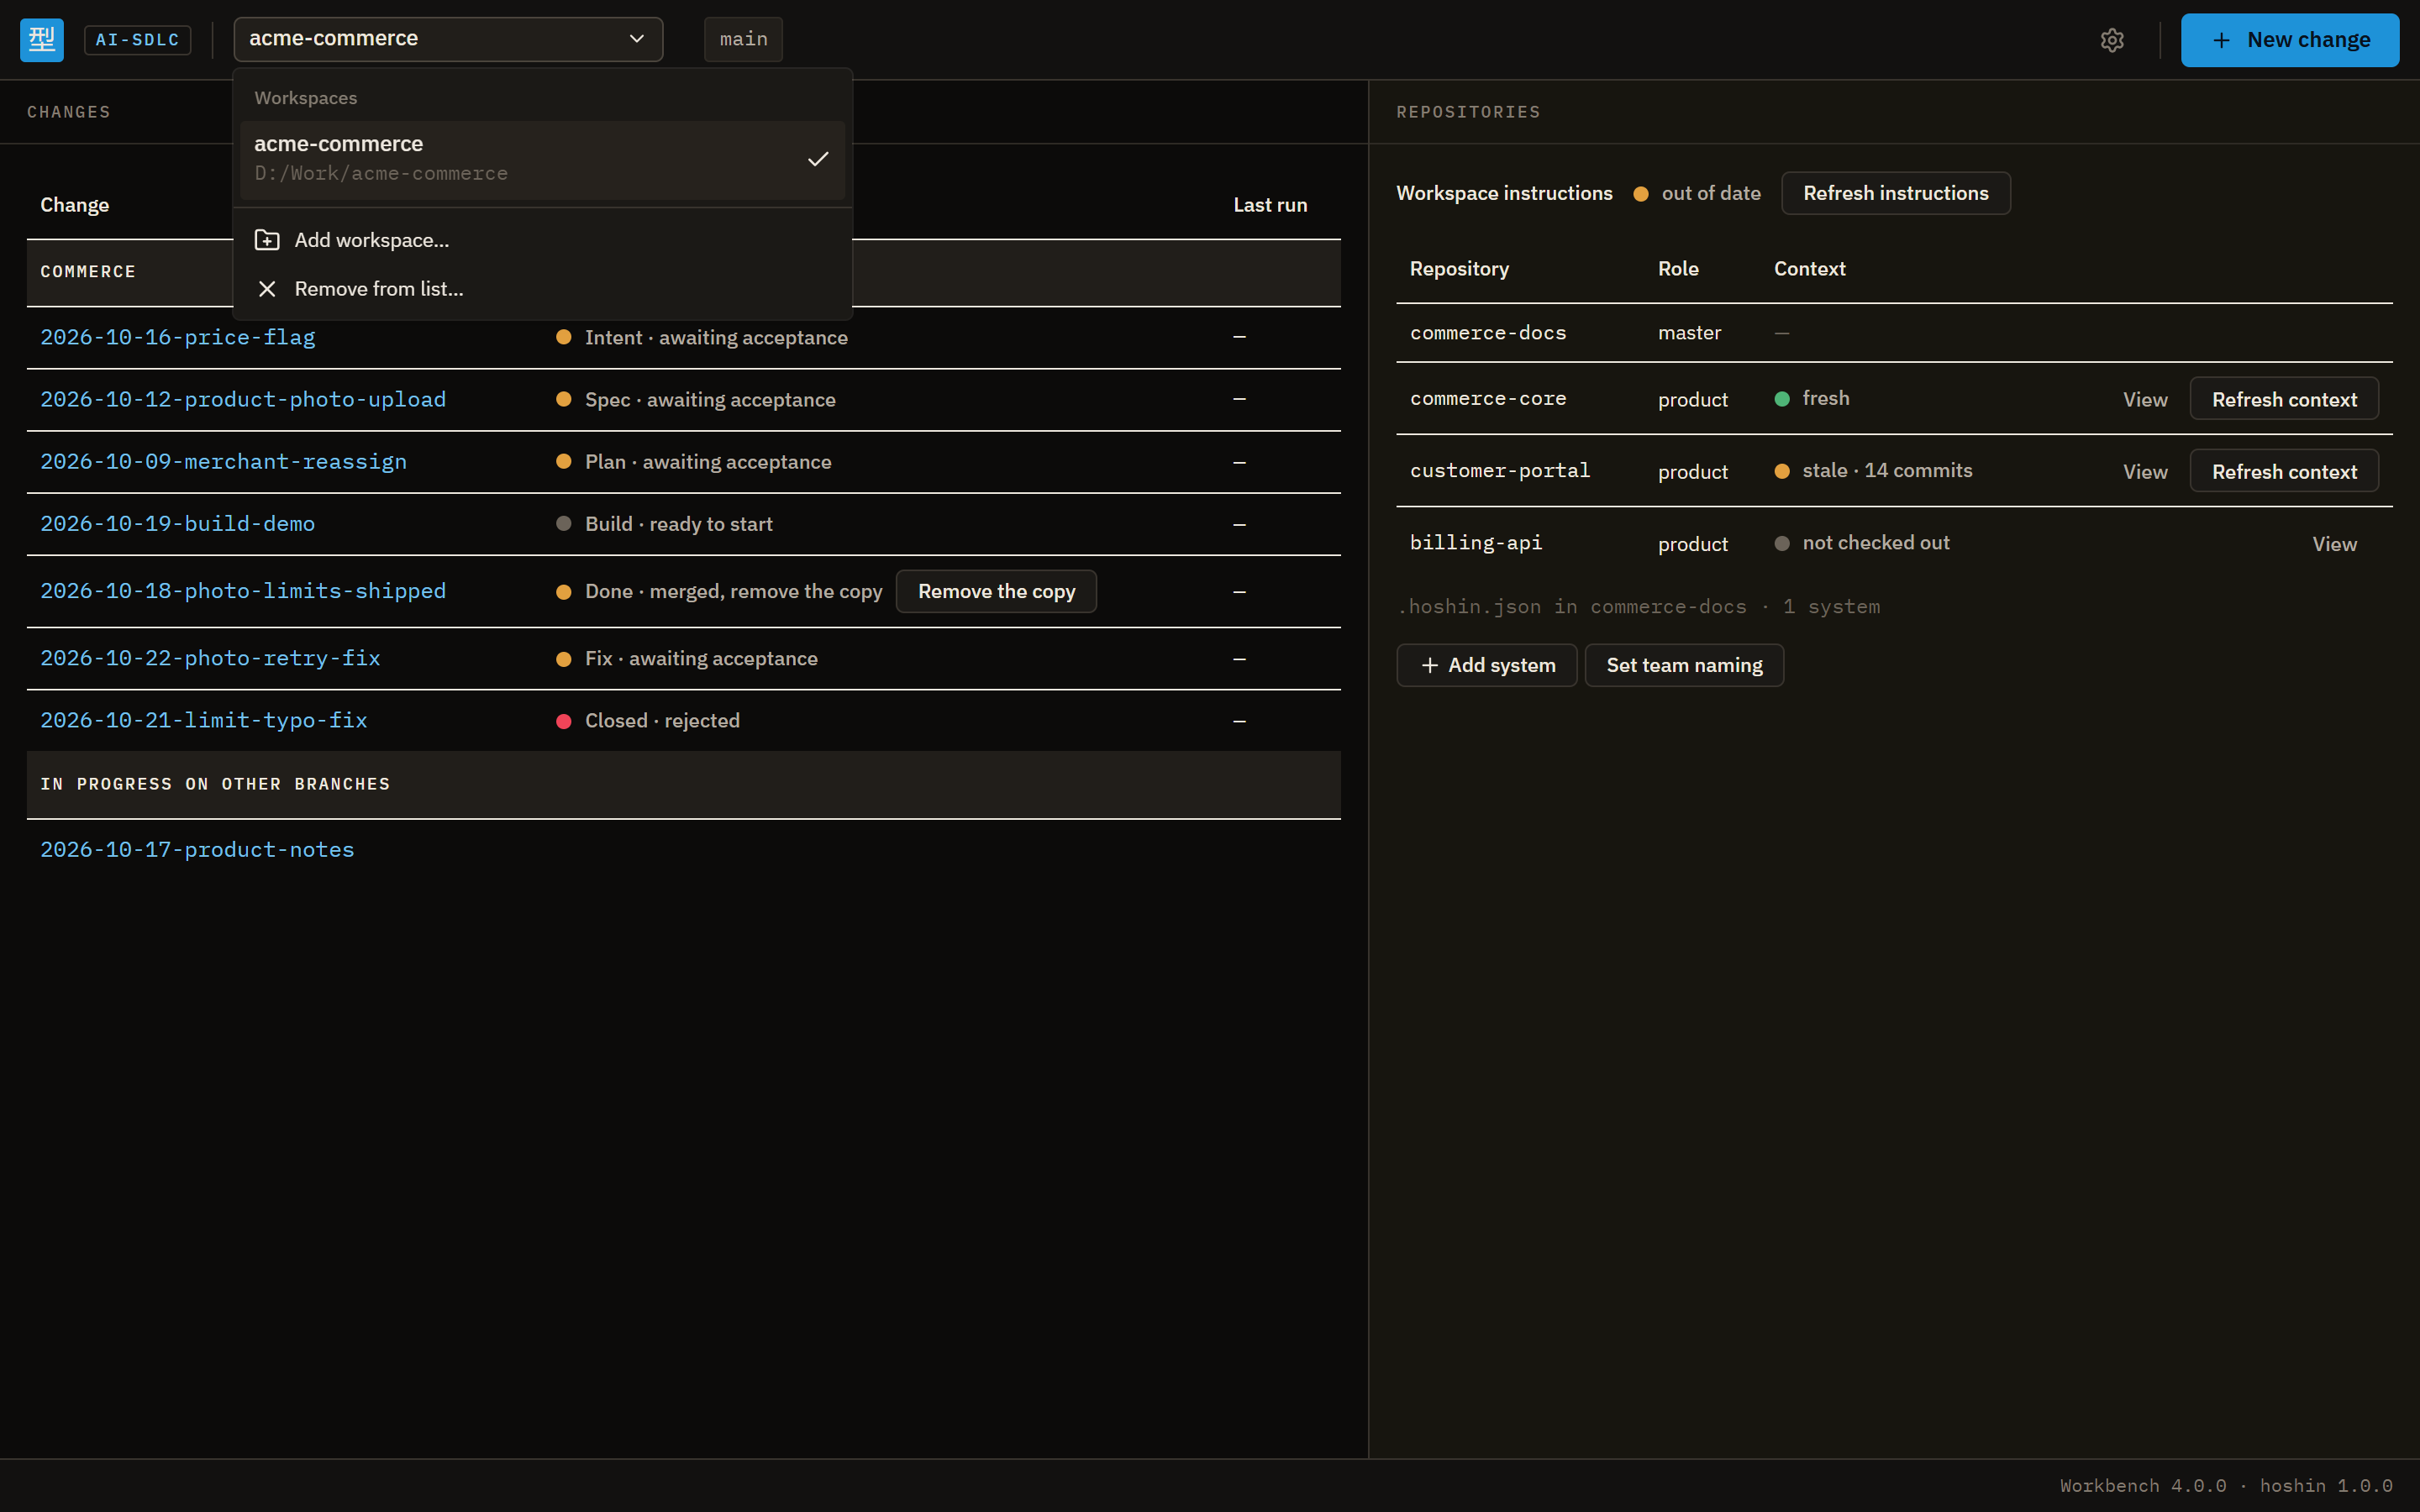 型 AI-SDLC acme-commerce main New change
Workspaces
acme-commerce
D:/Work/acme-commerce
Add workspace...
Remove from list...
CHANGES
Change Last run
COMMERCE
2026-10-16-price-flag Intent · awaiting acceptance —
2026-10-12-product-photo-upload Spec · awaiting acceptance —
2026-10-09-merchant-reassign Plan · awaiting acceptance —
2026-10-19-build-demo Build · ready to start —
2026-10-18-photo-limits-shipped Done · merged, remove the copy Remove the copy —
2026-10-22-photo-retry-fix Fix · awaiting acceptance —
2026-10-21-limit-typo-fix Closed · rejected —
IN PROGRESS ON OTHER BRANCHES
2026-10-17-product-notes
REPOSITORIES
Workspace instructions out of date Refresh instructions
Repository Role Context
commerce-docs master —
commerce-core product fresh View Refresh context
customer-portal product stale · 14 commits View Refresh context
billing-api product not checked out View
.hoshin.json in commerce-docs · 1 system
Add system Set team naming
Workbench 4.0.0 · hoshin 1.0.0